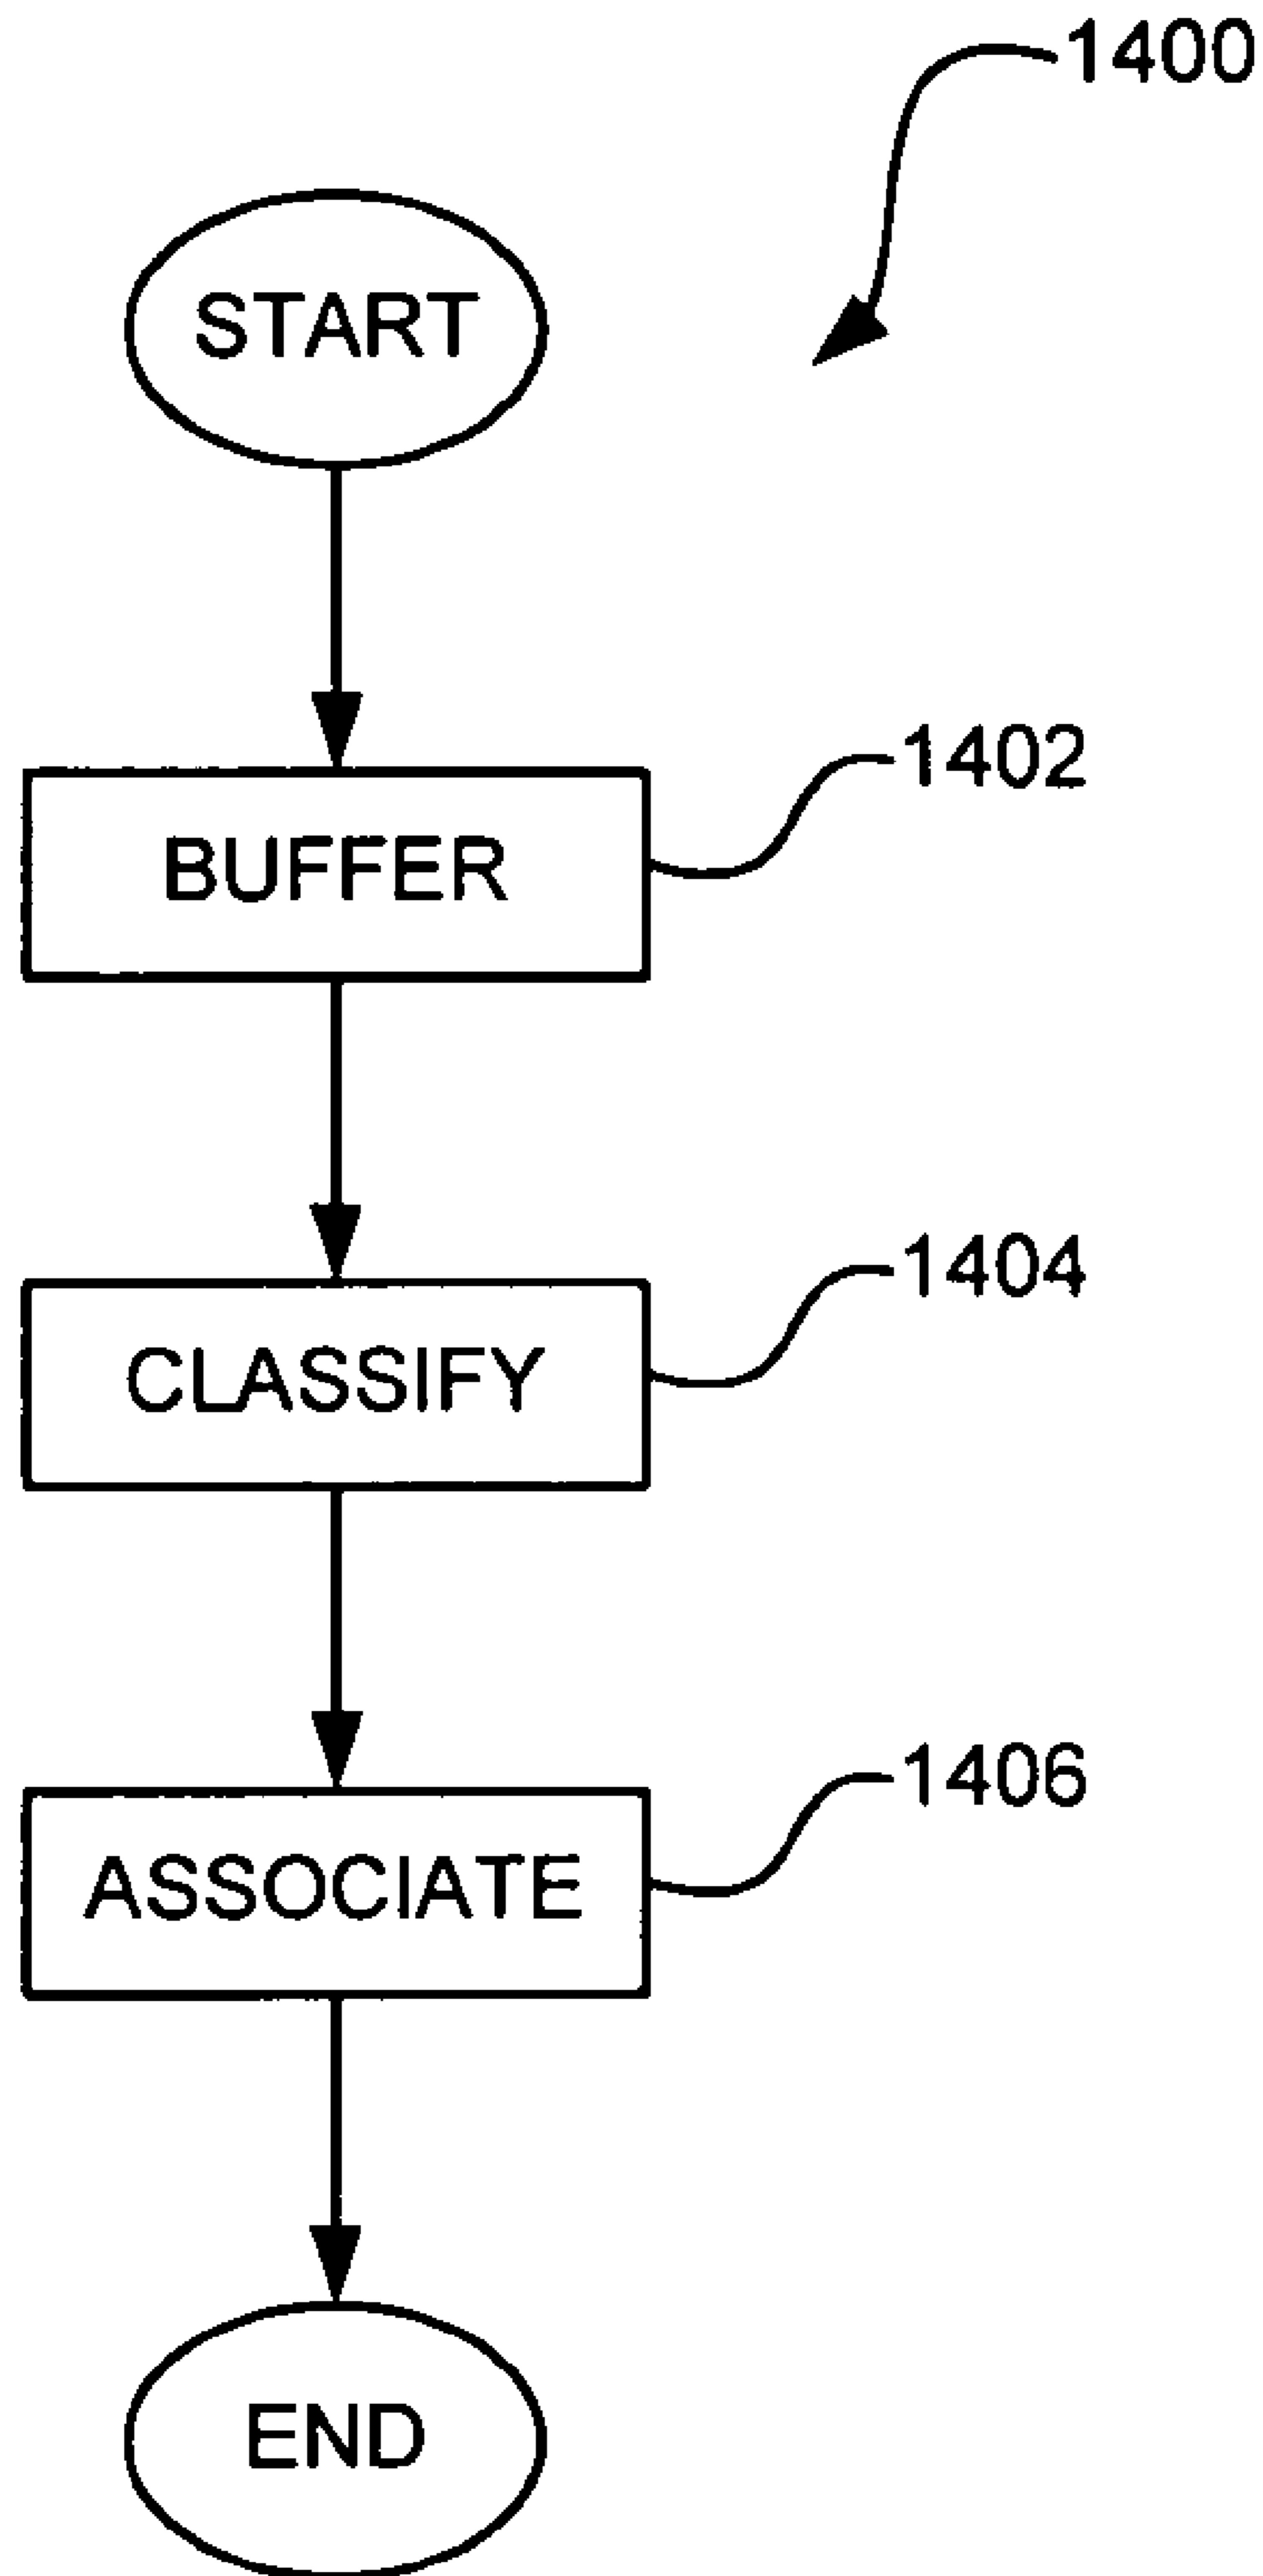 1400
START
1402
BUFFER
1404
CLASSIFY
1406
ASSOCIATE
END